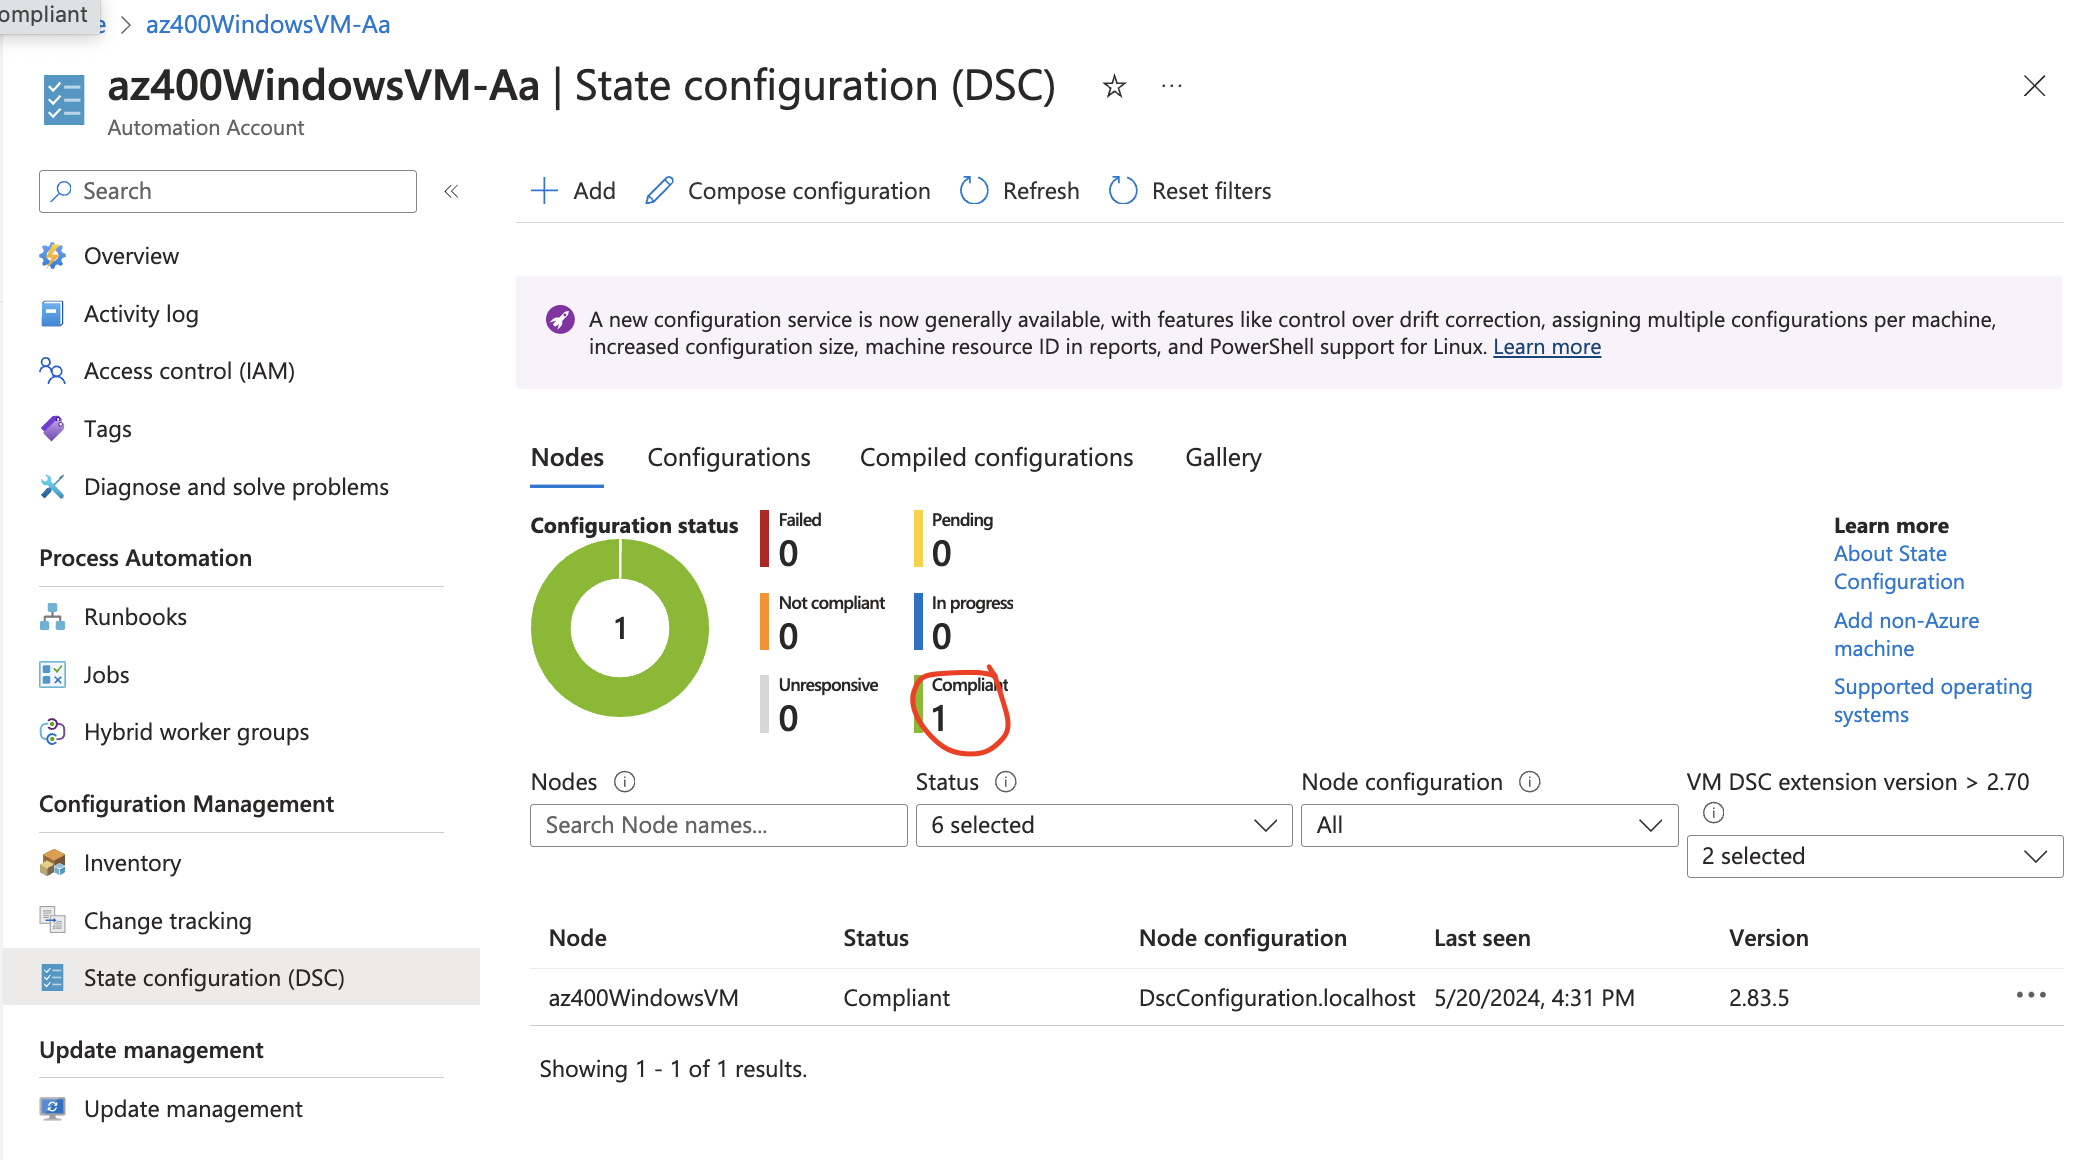 ompliant
e > az400WindowsVM-Aa
az400WindowsVM-Aa | State configuration (DSC)
Automation Account
Search
Overview
Activity log
Access control (IAM)
Tags
Diagnose and solve problems
Process Automation
Runbooks
Jobs
Hybrid worker groups
Configuration Management
Inventory
Change tracking
State configuration (DSC)
Update management
Update management
Add
Compose configuration
Refresh
Reset filters
A new configuration service is now generally available, with features like control over drift correction, assigning multiple configurations per machine,
increased configuration size, machine resource ID in reports, and PowerShell support for Linux. Learn more
Nodes
Configurations
Compiled configurations
Gallery
Configuration status
1
Failed
0
Pending
0
Not compliant
0
In progress
0
Unresponsive
0
Compliant
1
Learn more
About State
Configuration
Add non-Azure
machine
Supported operating
systems
Nodes
Search Node names...
Status
6 selected
Node configuration
All
VM DSC extension version > 2.70
2 selected
Node Status Node configuration Last seen Version
az400WindowsVM Compliant DscConfiguration.localhost 5/20/2024, 4:31 PM 2.83.5
Showing 1 - 1 of 1 results.